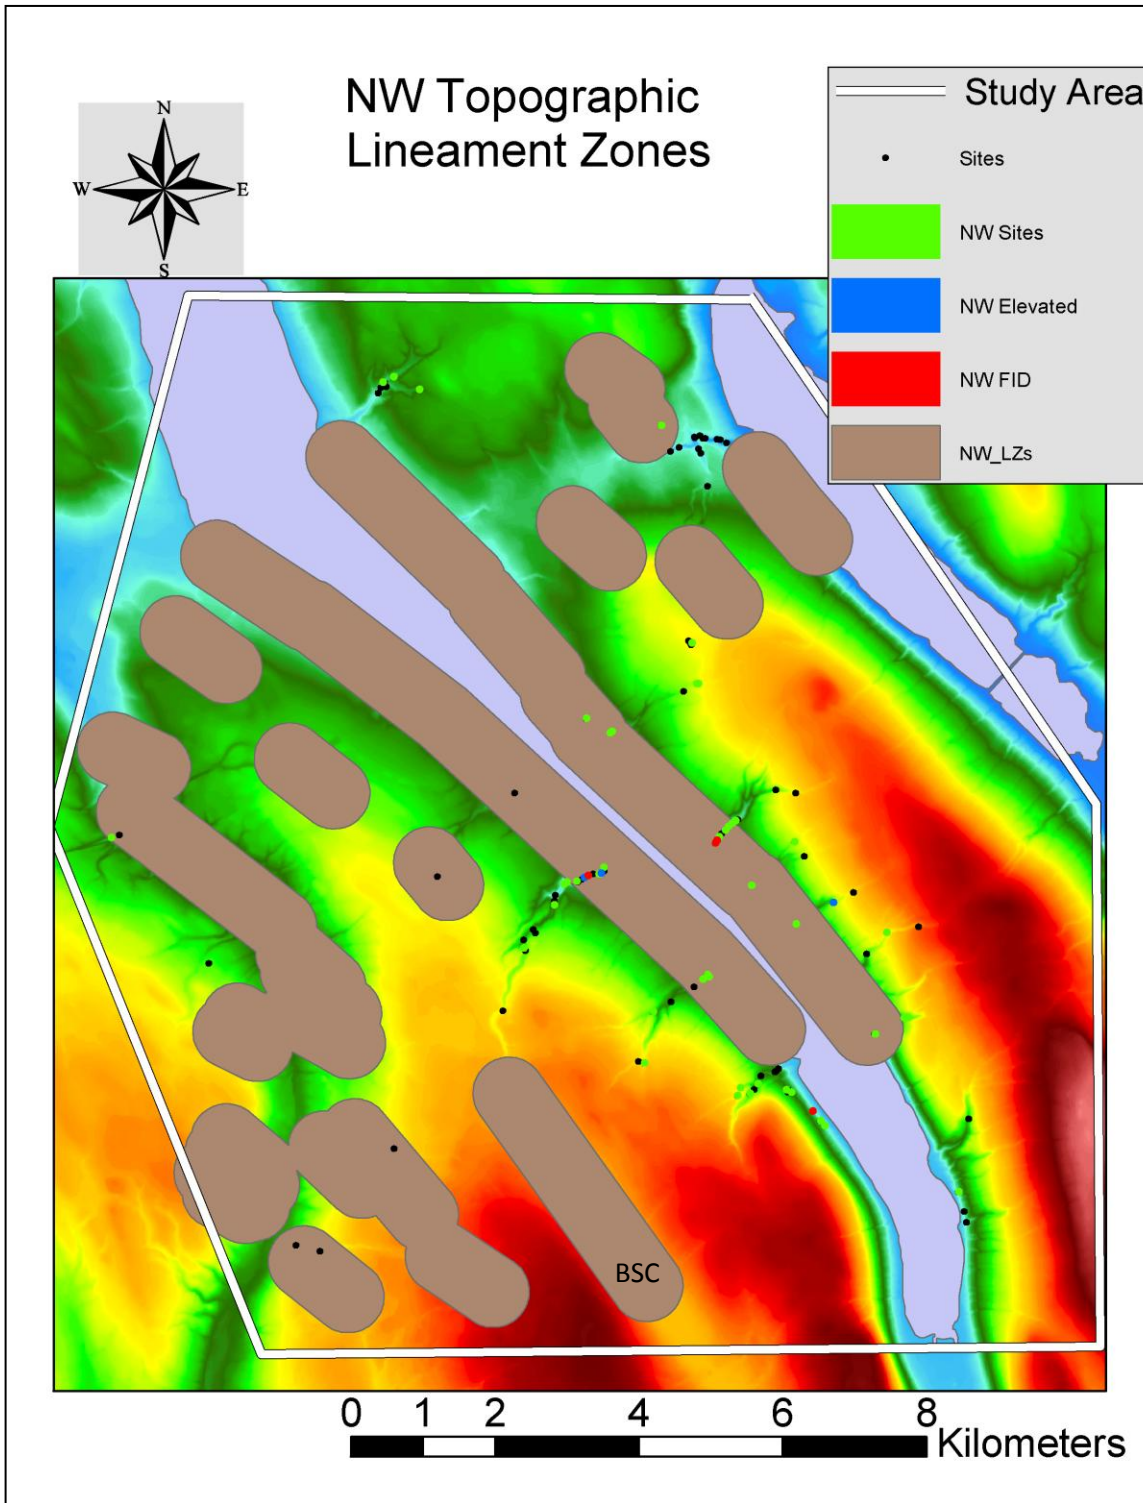 NW Topographic
Lineament Zones
N
W
E
S
Study Area
Sites
NW Sites
NW Elevated
NW FID
NW_LZs
BSC
0 1 2 4 6 8
Kilometers